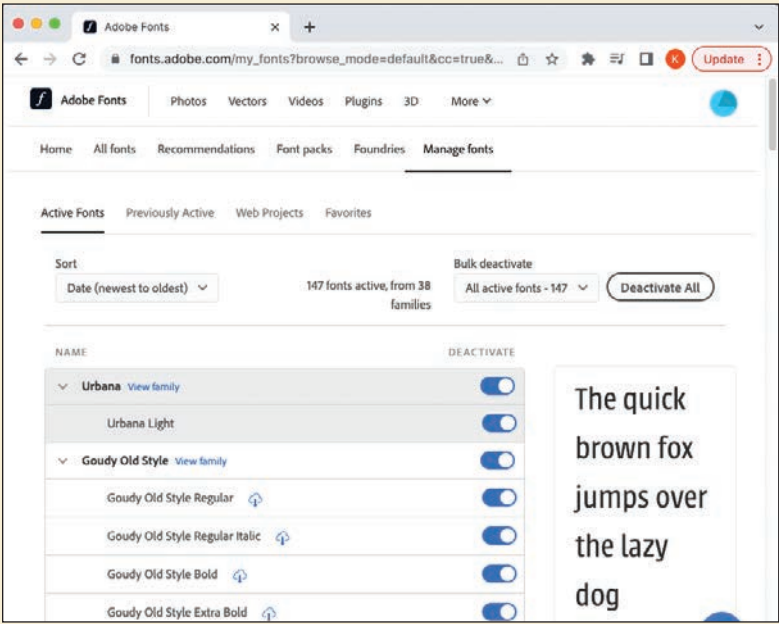 Adobe Fonts
fonts.adobe.com/my_fonts?browse_mode=default&cc=true&... K Update
Adobe Fonts Photos Vectors Videos Plugins 3D More
Home All fonts Recommendations Font packs Foundries Manage fonts
Active Fonts Previously Active Web Projects Favorites
Sort Bulk deactivate
Date (newest to oldest) 147 fonts active, from 38 families All active fonts - 147 Deactivate All
NAME DEACTIVATE
Urbana View family
Urbana Light
Goudy Old Style View family
Goudy Old Style Regular
Goudy Old Style Regular Italic
Goudy Old Style Bold
Goudy Old Style Extra Bold
The quick
brown fox
jumps over
the lazy
dog